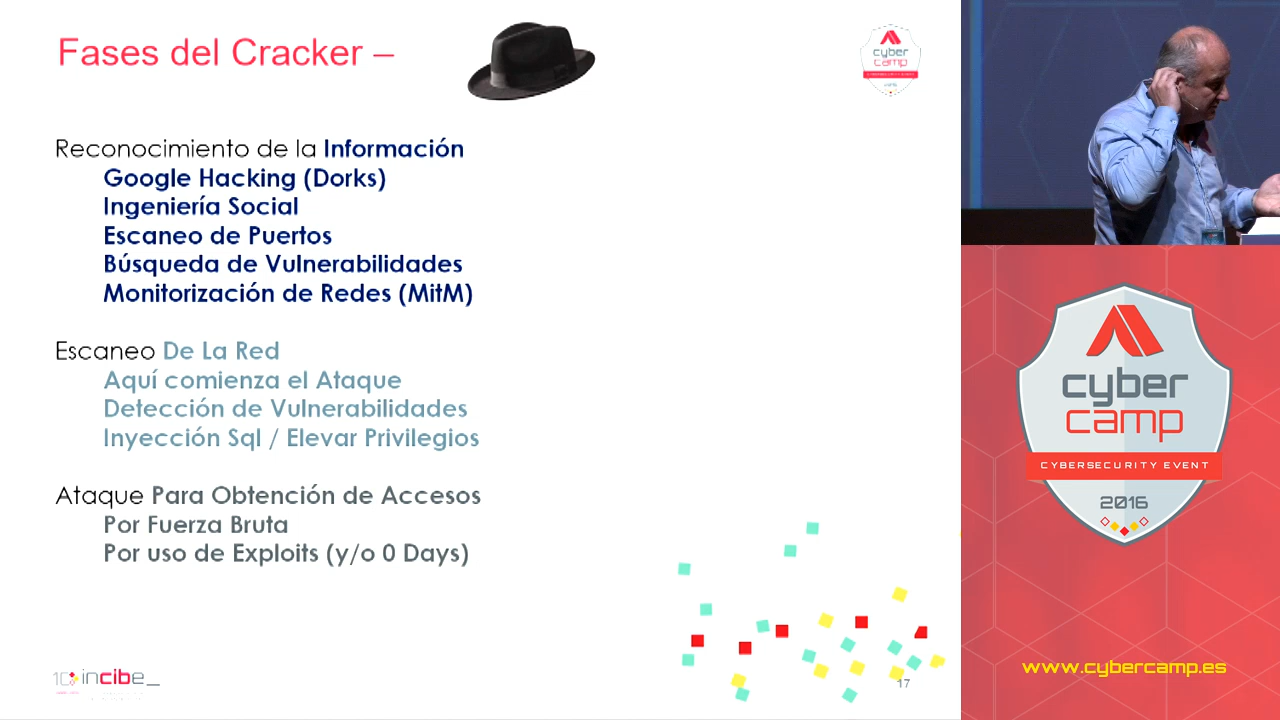 Fases del Cracker –
cyber
camp
Reconocimiento de la Información
Google Hacking (Dorks)
Ingeniería Social
Escaneo de Puertos
Búsqueda de Vulnerabilidades
Monitorización de Redes (MitM)
Escaneo De La Red
Aquí comienza el Ataque
Detección de Vulnerabilidades
Inyección Sql / Elevar Privilegios
Ataque Para Obtención de Accesos
Por Fuerza Bruta
Por uso de Exploits (y/o 0 Days)
10 incibe_
17
cyber
camp
CYBERSECURITY EVENT
2016
www.cybercamp.es